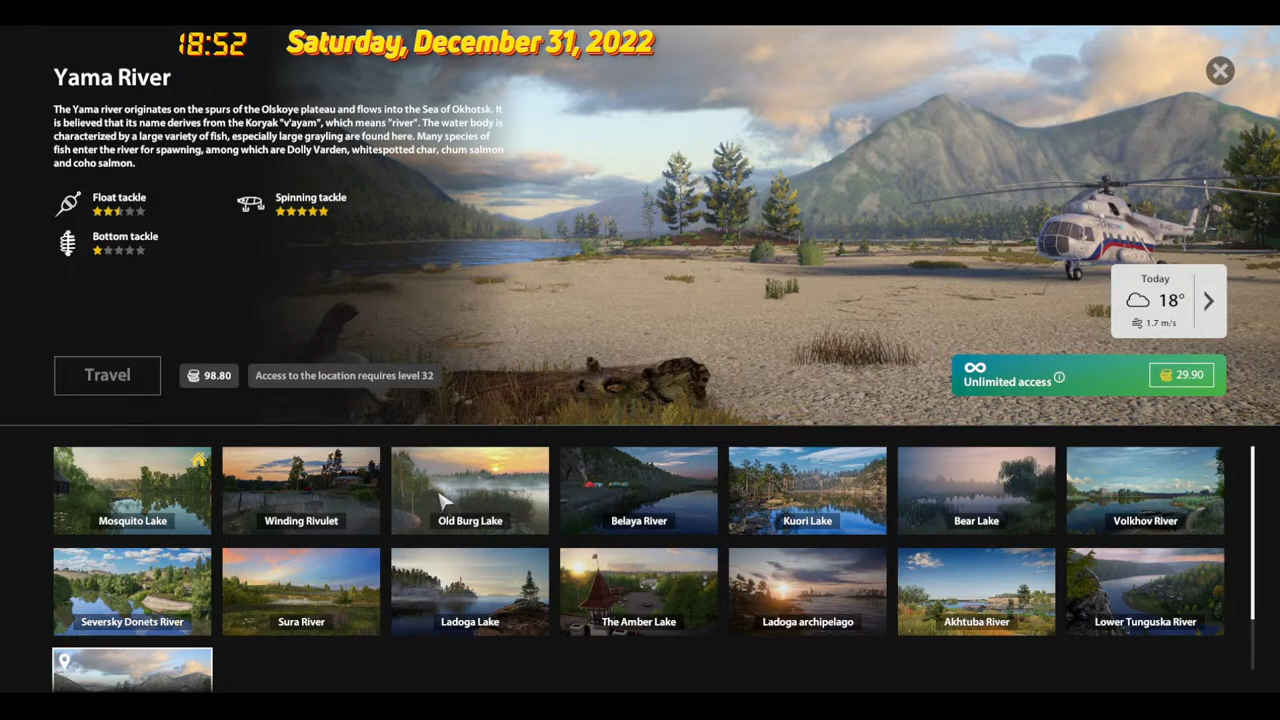 18:52
Saturday, December 31, 2022
Yama River
The Yama river originates on the spurs of the Olskoye plateau and flows into the Sea of Okhotsk. It
is believed that its name derives from the Koryak "v'ayam", which means "river". The water body is
characterized by a large variety of fish, especially large grayling are found here. Many species of
fish enter the river for spawning, among which are Dolly Varden, whitespotted char, chum salmon
and coho salmon.
Float tackle
Spinning tackle
Bottom tackle
Today
18°
1.7 m/s
Travel
98.80
Access to the location requires level 32
Unlimited access
29.90
Mosquito Lake
Winding Rivulet
Old Burg Lake
Belaya River
Kuori Lake
Bear Lake
Volkhov River
Seversky Donets River
Sura River
Ladoga Lake
The Amber Lake
Ladoga archipelago
Akhtuba River
Lower Tunguska River